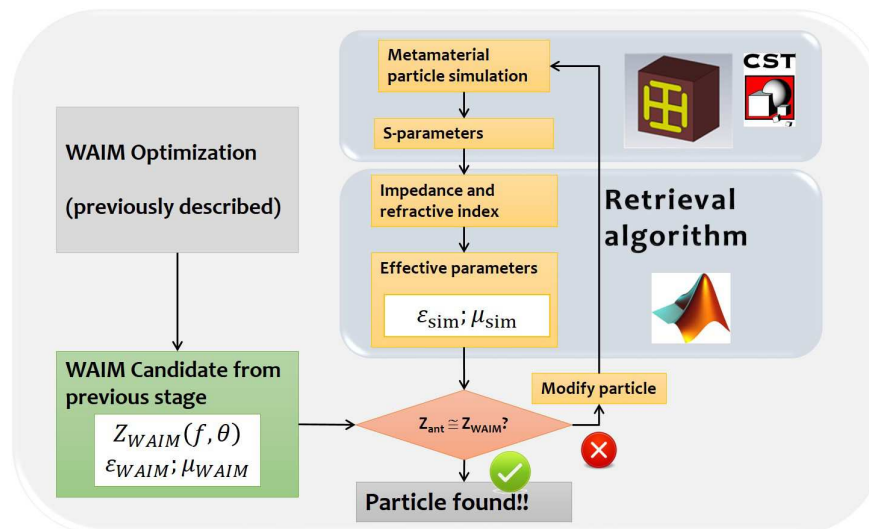 Metamaterial
particle simulation
CST
S-parameters
WAIM Optimization
(previously described)
Impedance and
refractive index
Retrieval
algorithm
Effective parameters
ε_sim; μ_sim
WAIM Candidate from
previous stage
Z_WAIM(f, θ)
ε_WAIM; μ_WAIM
Modify particle
Z_ant ≅ Z_WAIM?
Particle found!!